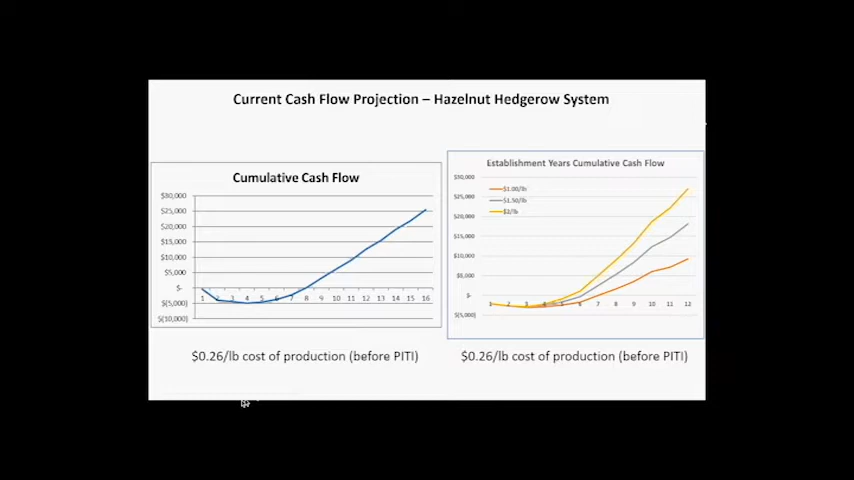 Current Cash Flow Projection – Hazelnut Hedgerow System
Cumulative Cash Flow
$30,000
$25,000
$20,000
$15,000
$10,000
$5,000
$-
$(5,000)
$(10,000)
1 2 3 4 5 6 7 8 9 10 11 12 13 14 15 16
$0.26/lb cost of production (before PITI)
Establishment Years Cumulative Cash Flow
$30,000
$25,000
$20,000
$15,000
$10,000
$5,000
$-
$(5,000)
$1.00/lb
$1.50/lb
$2/lb
1 2 3 4 5 6 7 8 9 10 11 12
$0.26/lb cost of production (before PITI)